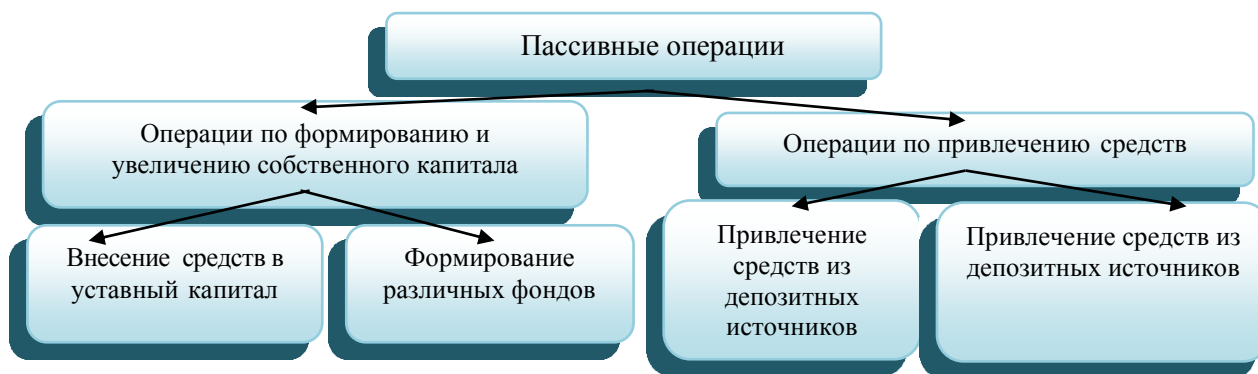 Пассивные операции
Операции по формированию и
увеличению собственного капитала
Операции по привлечению средств
Внесение средств в
уставный капитал
Формирование
различных фондов
Привлечение
средств из
депозитных
источников
Привлечение средств из
депозитных источников